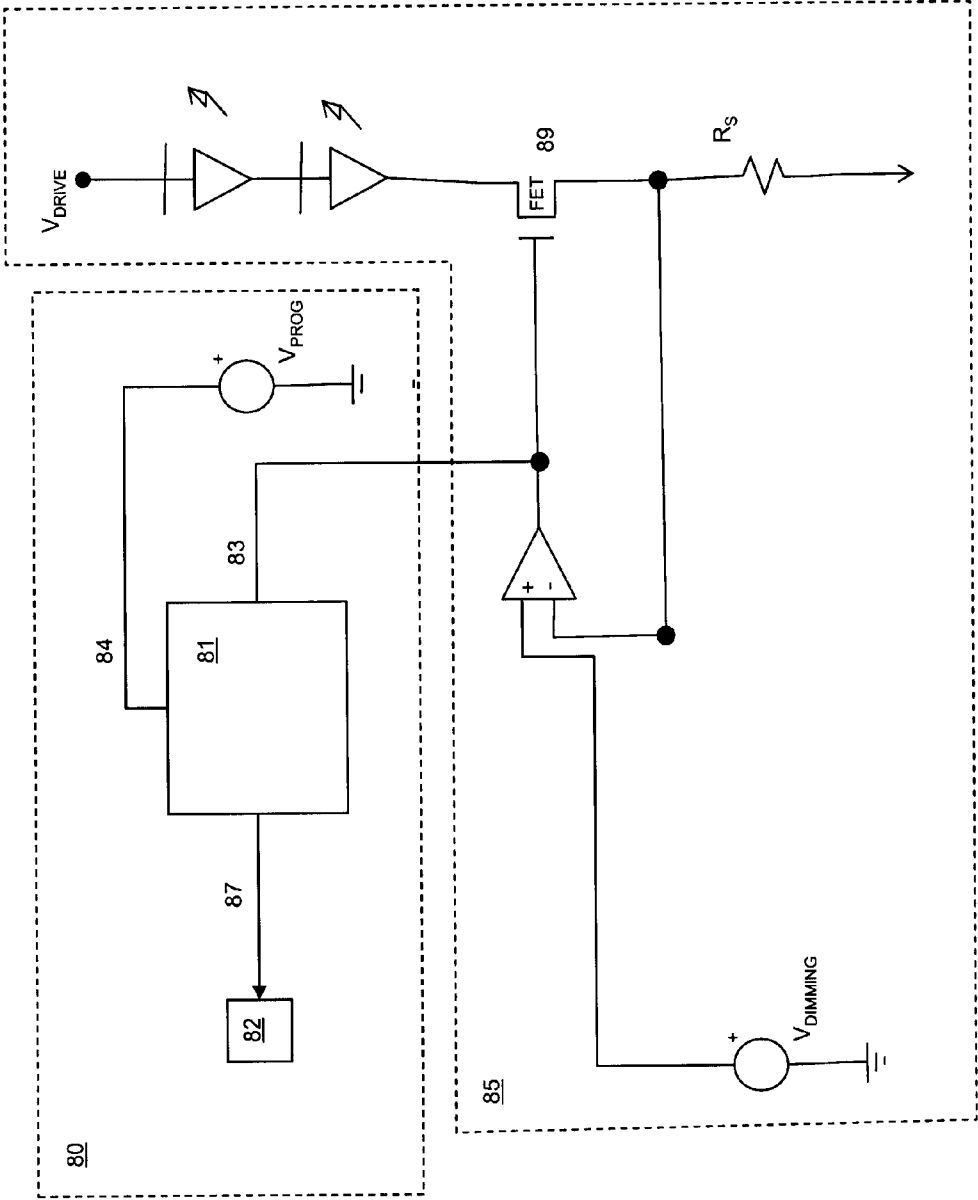 V_DRIVE
89
R_S
FET
+
V_PROG
83
84
81
+
-
87
82
+
V_DIMMING
85
80